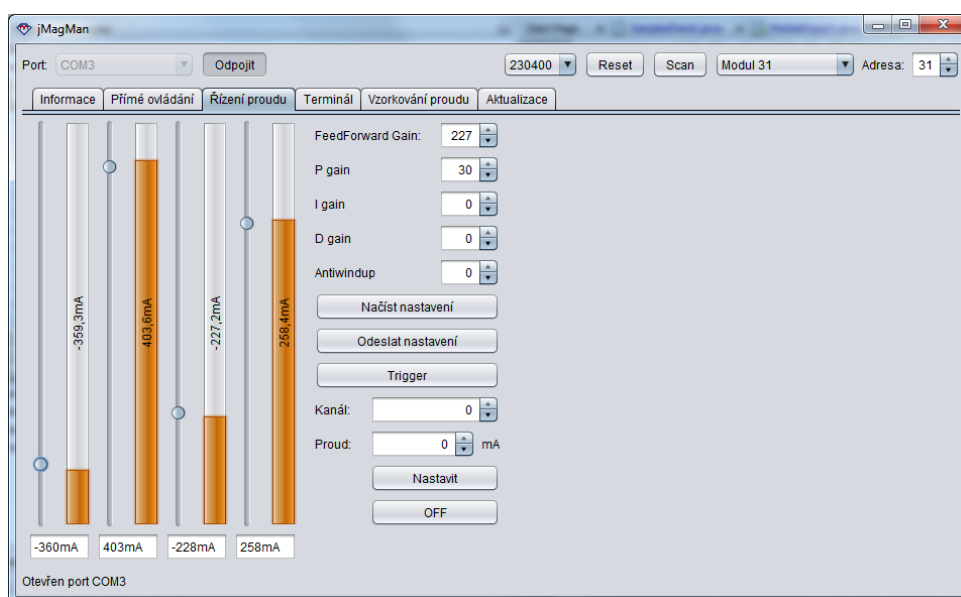 jMagMan
Port: COM3 Odpojit 230400 Reset Scan Modul 31 Adresa: 31
Informace Přímé ovládání Řízení proudu Terminál Vzorkování proudu Aktualizace
FeedForward Gain: 227
P gain 30
I gain 0
D gain 0
Antiwindup 0
-359,3mA 403,6mA -227,2mA 258,4mA
Načíst nastavení
Odeslat nastavení
Trigger
Kanál: 0
Proud: 0 mA
Nastavit
OFF
-360mA 403mA -228mA 258mA
Otevřen port COM3